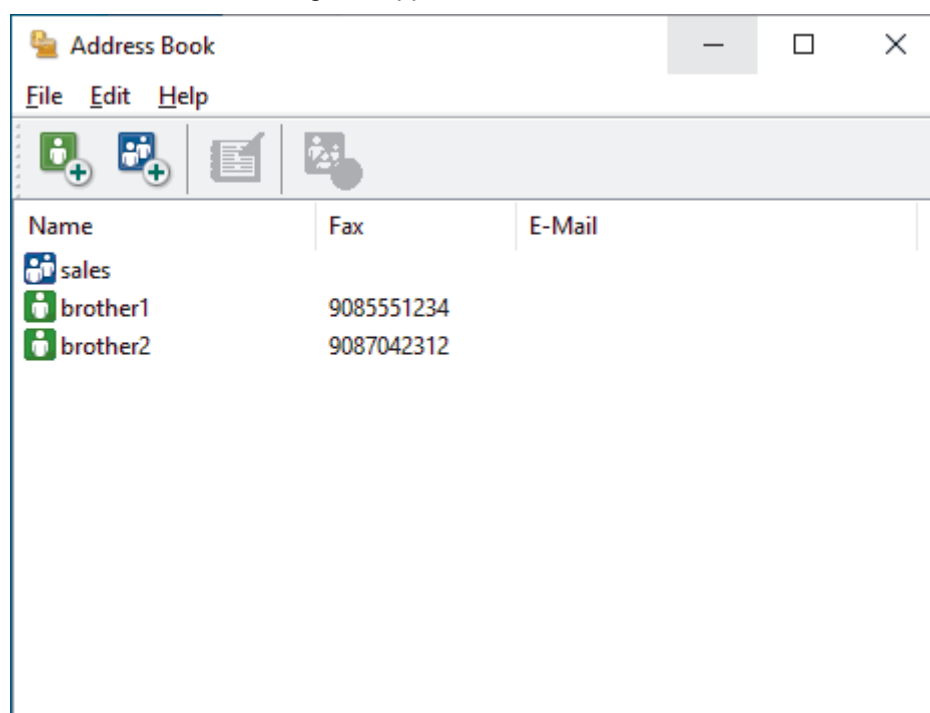 Address Book
File Edit Help
Name Fax E-Mail
sales
brother1 9085551234
brother2 9087042312